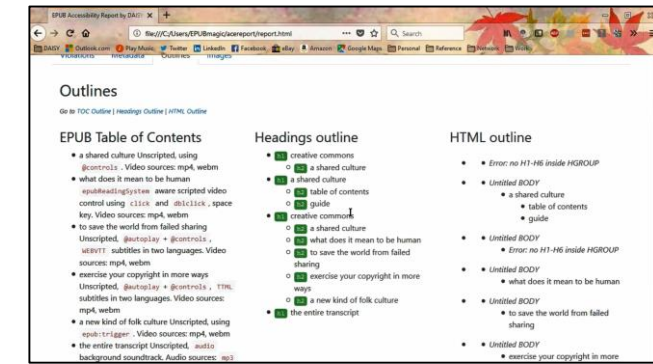 EPUB Accessibility Report by DAISY
file:///C:/Users/EPUBmagic/acereport/report.html
Search
DAISY Outlook.com Play Music Twitter LinkedIn Facebook eBay Amazon Google Maps Personal Reference Network Works
Violations Metadata Outlines Images
Outlines
Go to TOC Outline | Headings Outline | HTML Outline
EPUB Table of Contents
a shared culture Unscripted, using
@controls . Video sources: mp4, webm
what does it mean to be human
epubReadingSystem aware scripted video
control using click and dblclick, space
key. Video sources: mp4, webm
to save the world from failed sharing
Unscripted, @autoplay + @controls ,
WEBVTT subtitles in two languages. Video
sources: mp4, webm
exercise your copyright in more ways
Unscripted, @autoplay + @controls , TTML
subtitles in two languages. Video sources:
mp4, webm
a new kind of folk culture Unscripted, using
epub:trigger . Video sources: mp4, webm
the entire transcript Unscripted, audio
background soundtrack. Audio sources: mp3
Headings outline
h1 creative commons
h2 a shared culture
h1 a shared culture
h2 table of contents
h2 guide
h1 creative commons
h2 a shared culture
h2 what does it mean to be human
h2 to save the world from failed
sharing
h2 exercise your copyright in more
ways
h2 a new kind of folk culture
h1 the entire transcript
HTML outline
Error: no H1-H6 inside HGROUP
Untitled BODY
a shared culture
table of contents
guide
Untitled BODY
Error: no H1-H6 inside HGROUP
Untitled BODY
what does it mean to be human
Untitled BODY
to save the world from failed
sharing
Untitled BODY
exercise your copyright in more